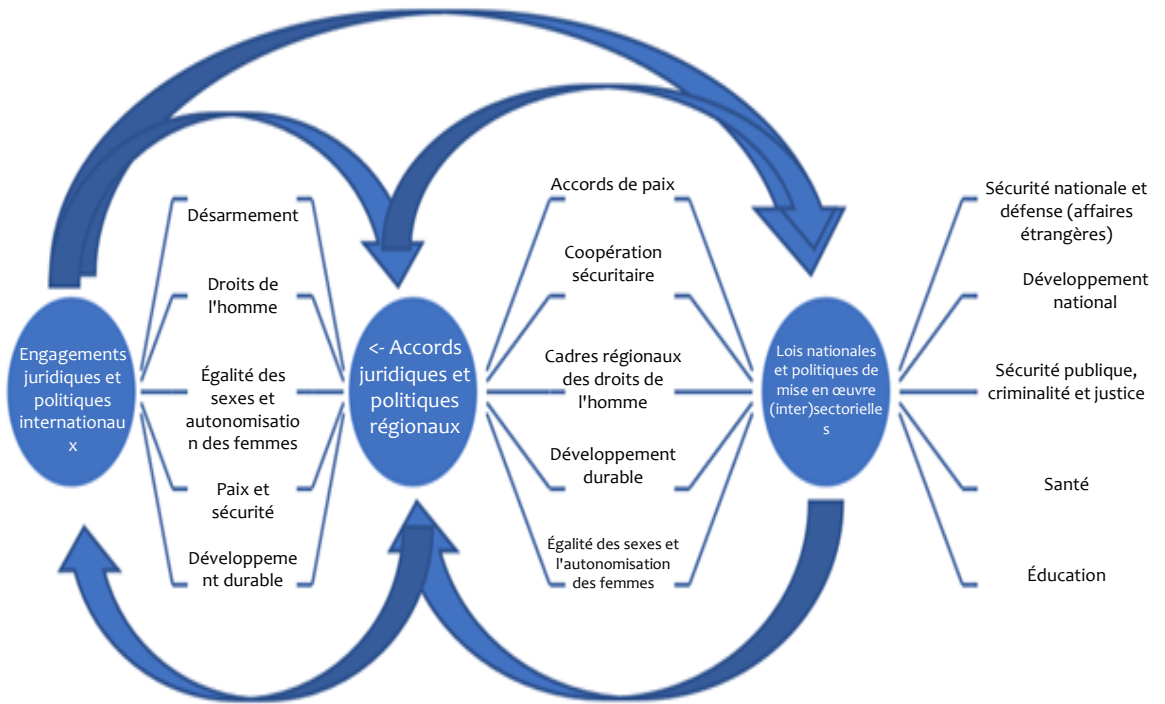 Engagements
juridiques et
politiques
internationau
x
Désarmement
Droits de
l'homme
Égalité des
sexes et
autonomisatio
n des femmes
Paix et
sécurité
Développeme
nt durable
<- Accords
juridiques et
politiques
régionaux
Accords de paix
Coopération
sécuritaire
Cadres régionaux
des droits de
l'homme
Développement
durable
Égalité des sexes et
l'autonomisation
des femmes
Lois nationales
et politiques de
mise en œuvre
(inter)sectorielle
s
Sécurité nationale et
défense (affaires
étrangères)
Développement
national
Sécurité publique,
criminalité et justice
Santé
Éducation